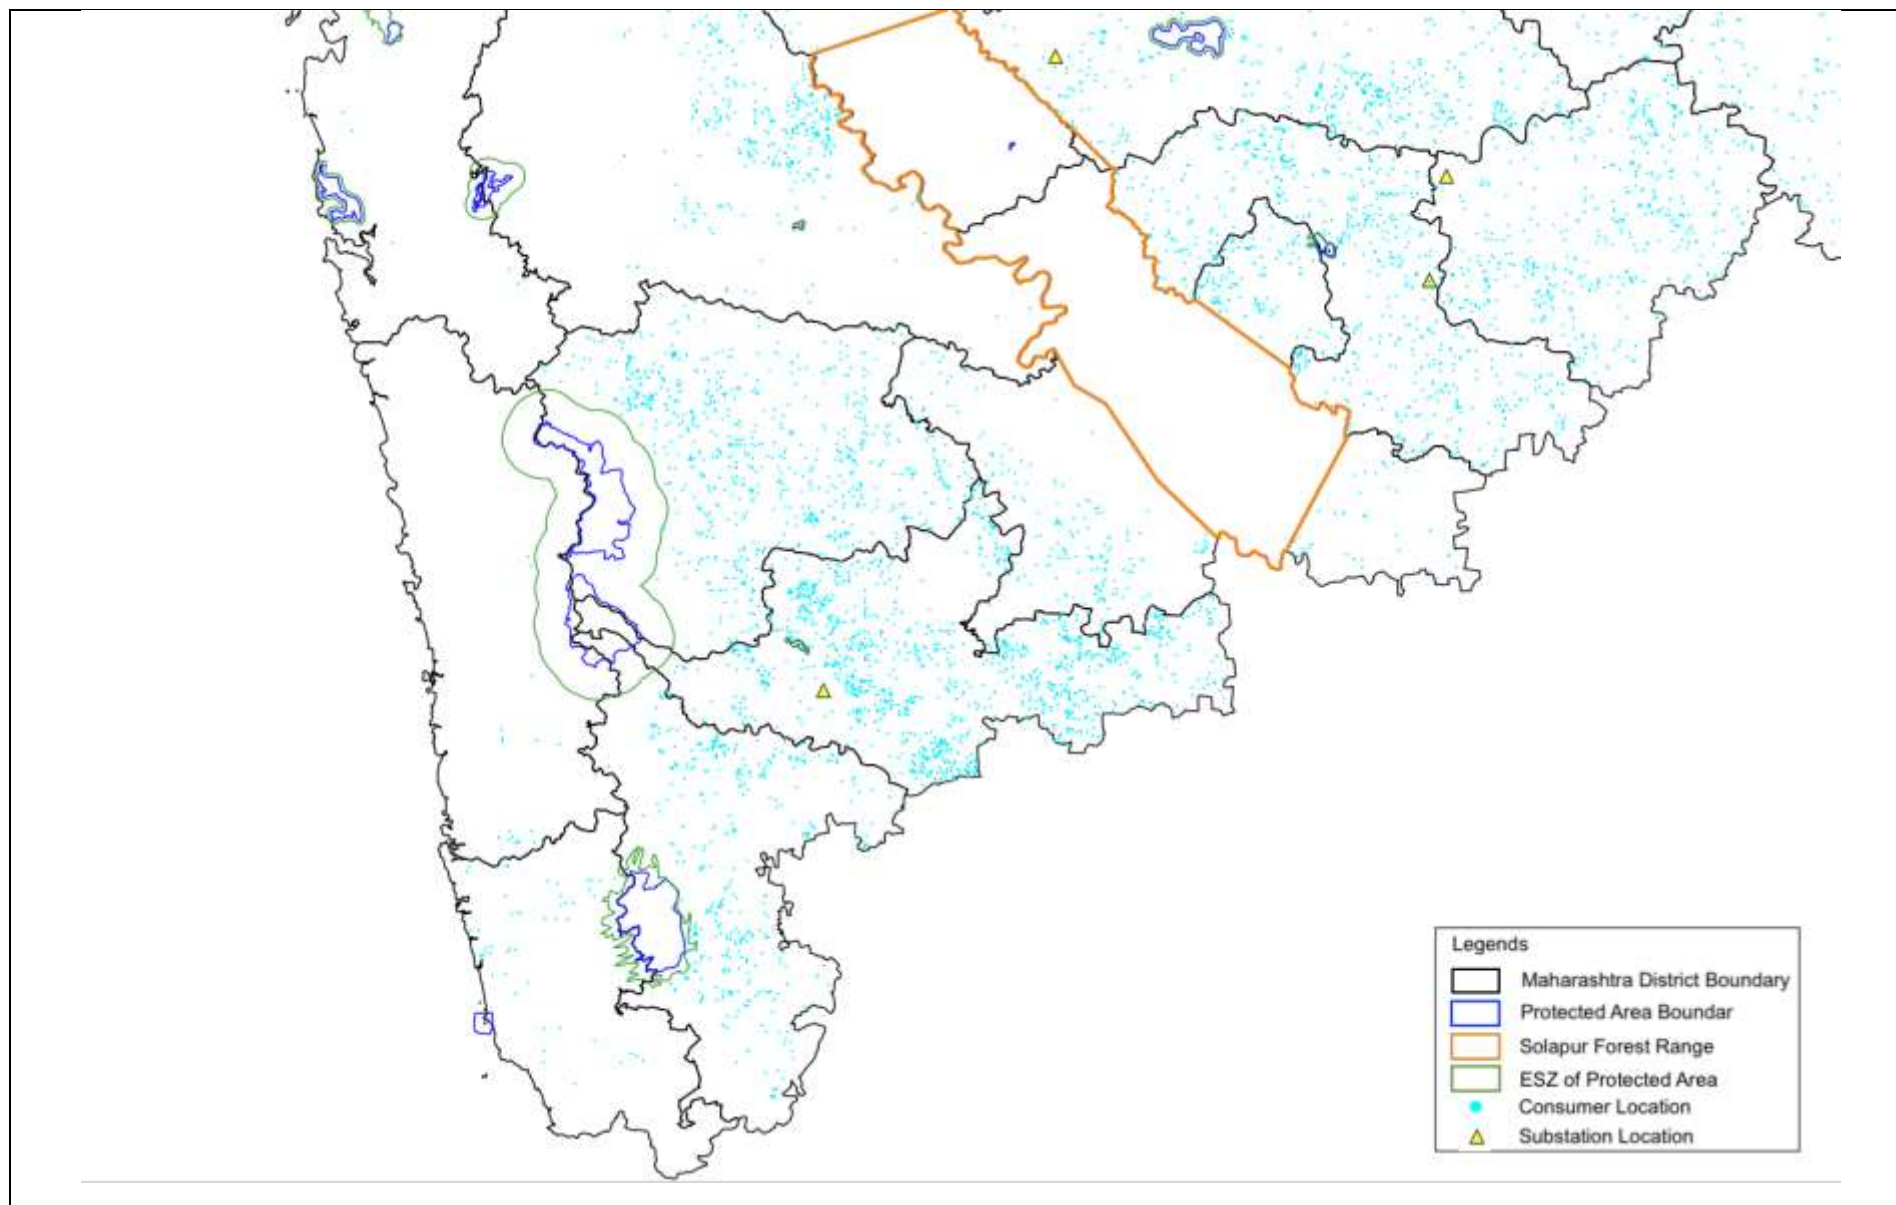 Legends
Maharashtra District Boundary
Protected Area Boundar
Solapur Forest Range
ESZ of Protected Area
Consumer Location
Substation Location